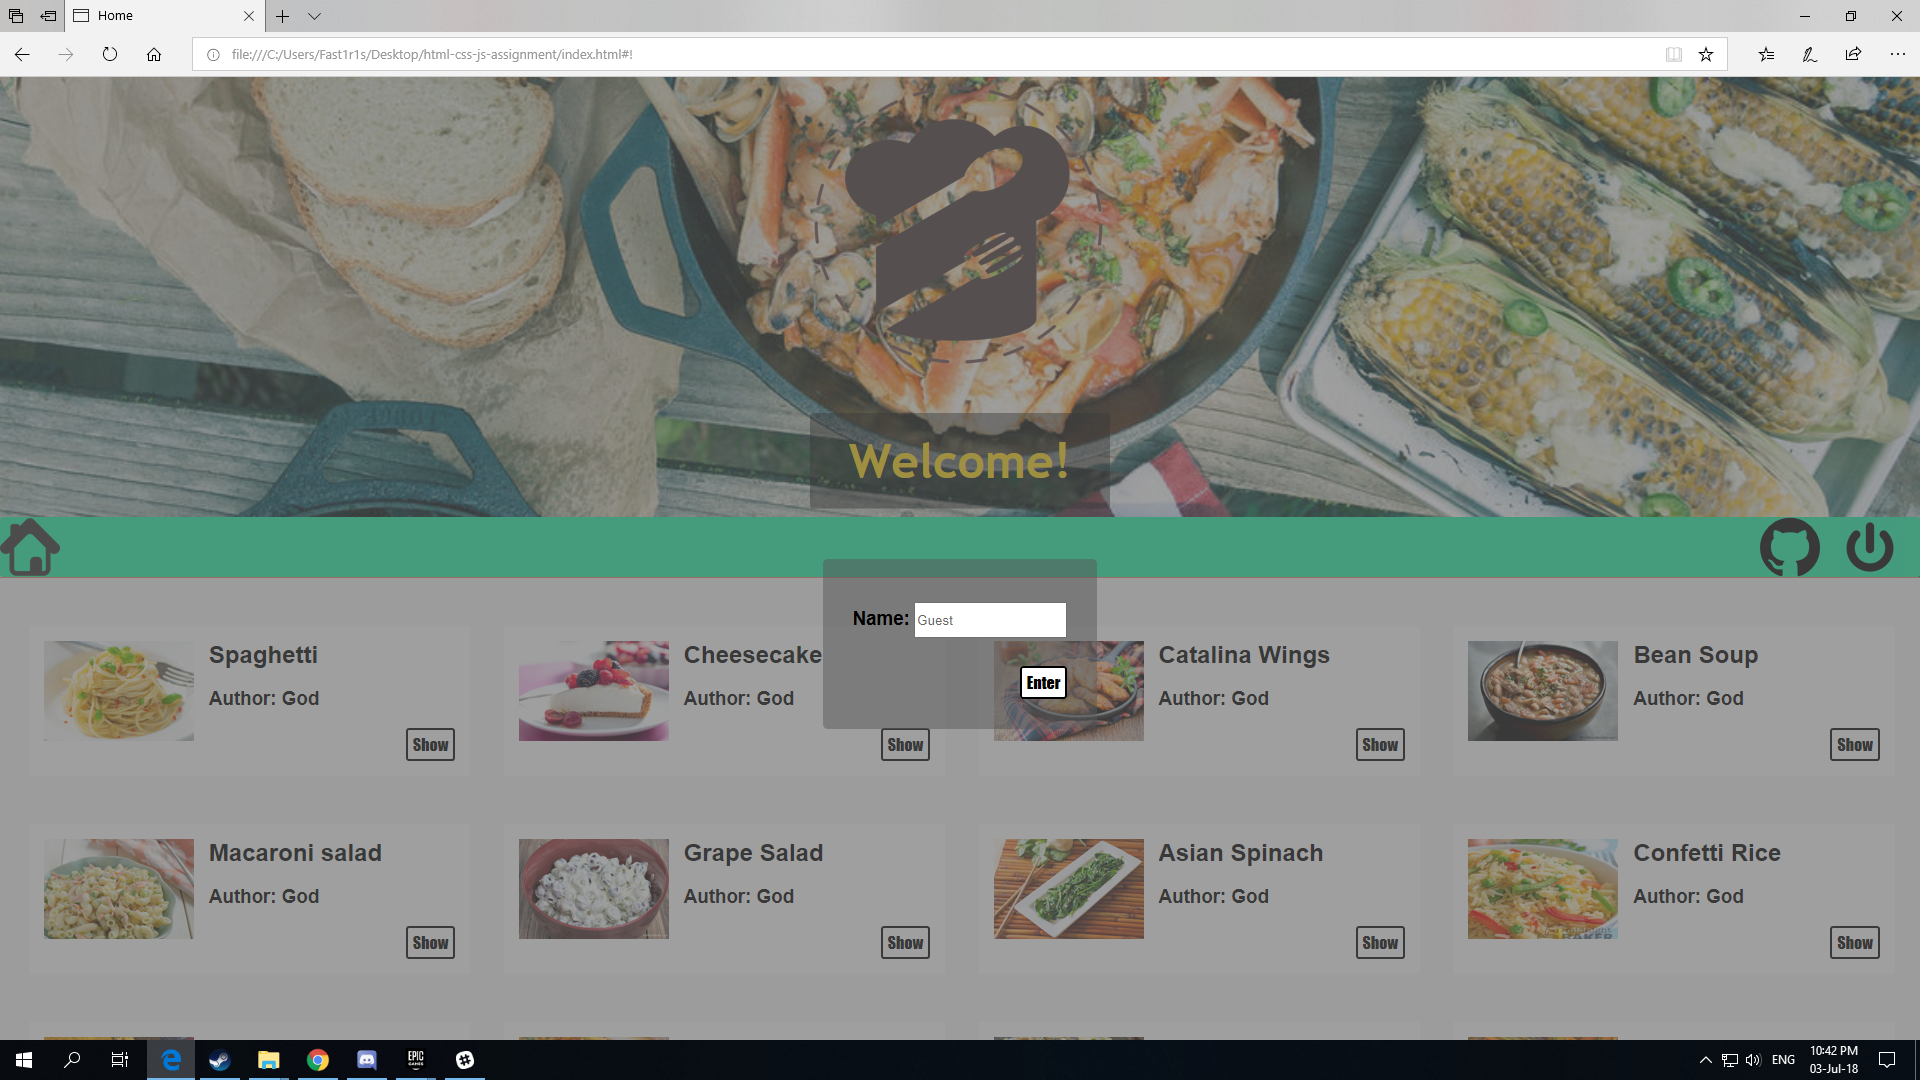 Home
file:///C:/Users/Fast1r1s/Desktop/html-css-js-assignment/index.html#!
Welcome!
Name: Guest
Enter
Spaghetti
Author: God
Show
Cheesecake
Author: God
Show
Catalina Wings
Author: God
Show
Bean Soup
Author: God
Show
Macaroni salad
Author: God
Show
Grape Salad
Author: God
Show
Asian Spinach
Author: God
Show
Confetti Rice
Author: God
Show
BAKER
EPIC
GAMES
ENG
10:42 PM
03-Jul-18